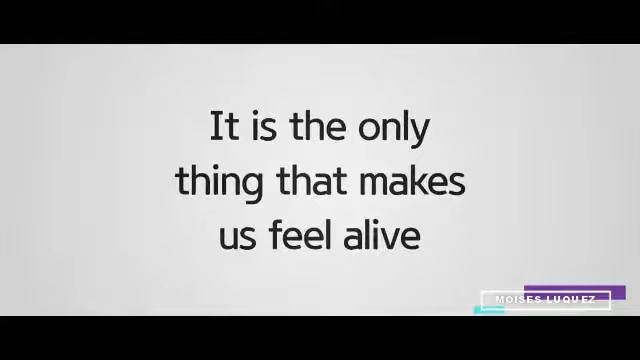 It is the only
thing that makes
us feel alive
MOISES LUQUEZ